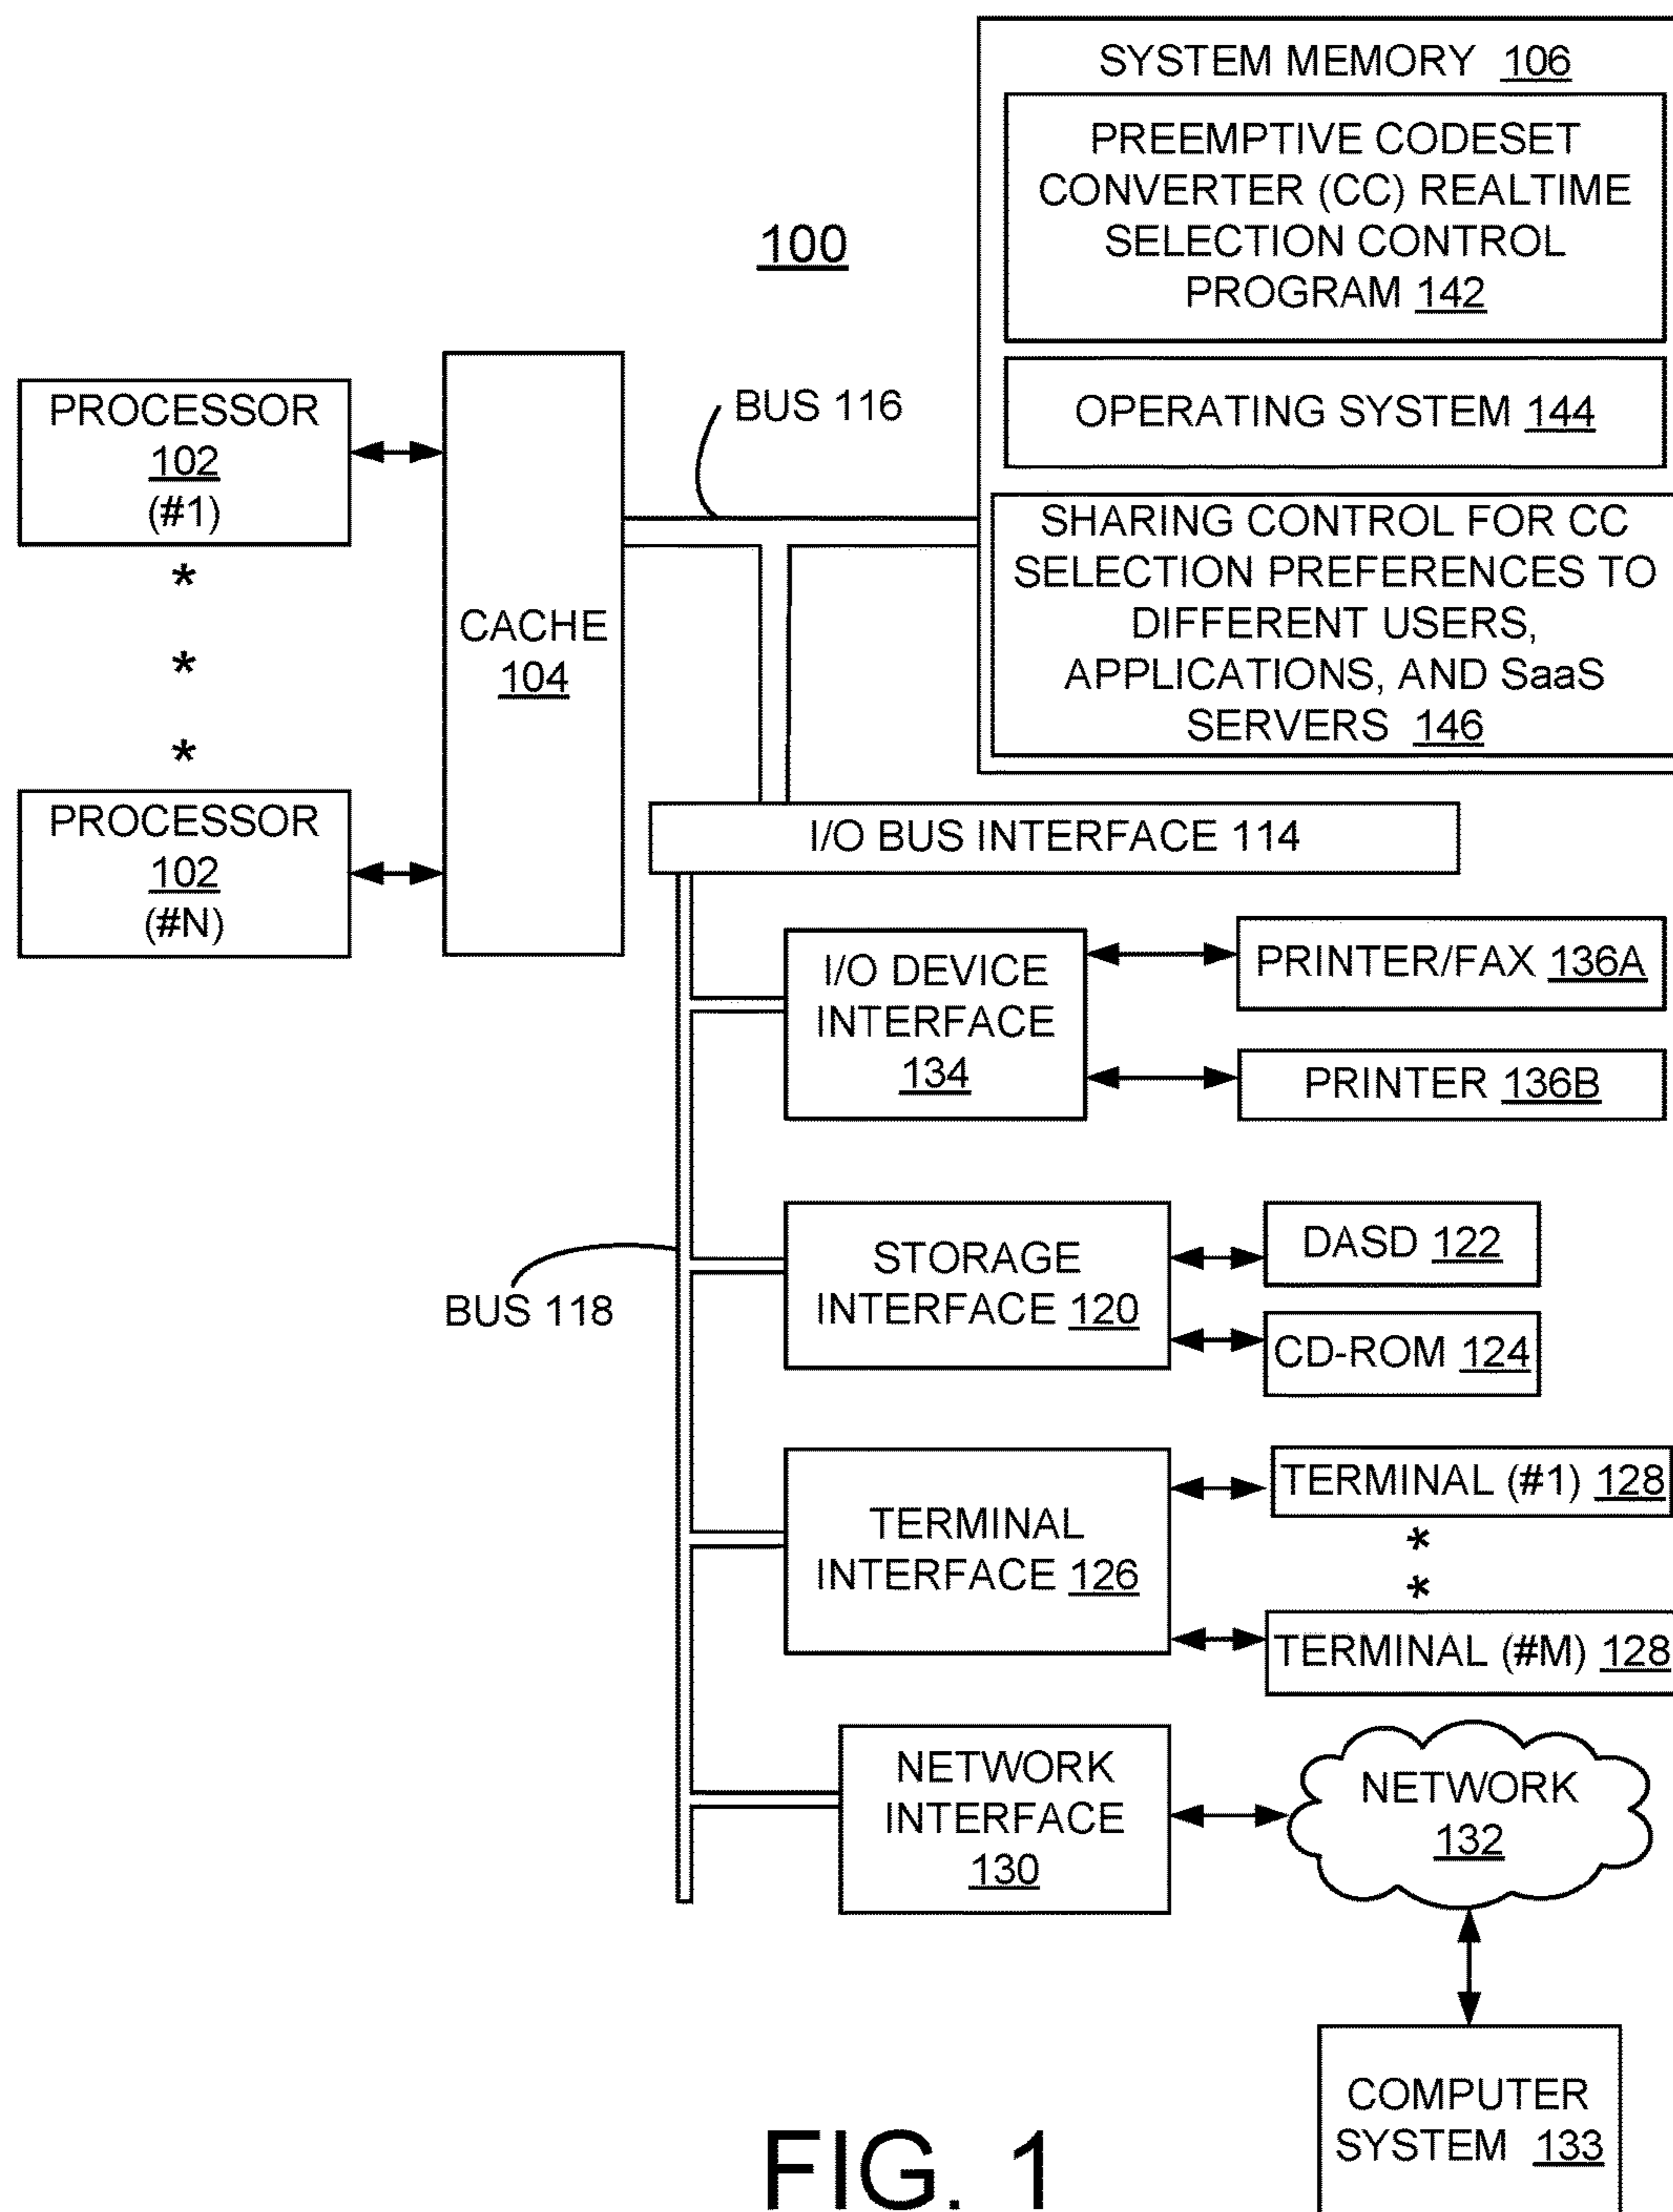 SYSTEM MEMORY 106
PREEMPTIVE CODESET
CONVERTER (CC) REALTIME
SELECTION CONTROL
PROGRAM 142
100
OPERATING SYSTEM 144
SHARING CONTROL FOR CC
SELECTION PREFERENCES TO
DIFFERENT USERS,
APPLICATIONS, AND SaaS
SERVERS 146
PROCESSOR
102
(#1)
*
*
*
PROCESSOR
102
(#N)
CACHE
104
BUS 116
I/O BUS INTERFACE 114
I/O DEVICE
INTERFACE
134
PRINTER/FAX 136A
PRINTER 136B
BUS 118
STORAGE
INTERFACE 120
DASD 122
CD-ROM 124
TERMINAL
INTERFACE 126
TERMINAL (#1) 128
*
*
TERMINAL (#M) 128
NETWORK
INTERFACE
130
NETWORK
132
COMPUTER
SYSTEM 133
FIG. 1